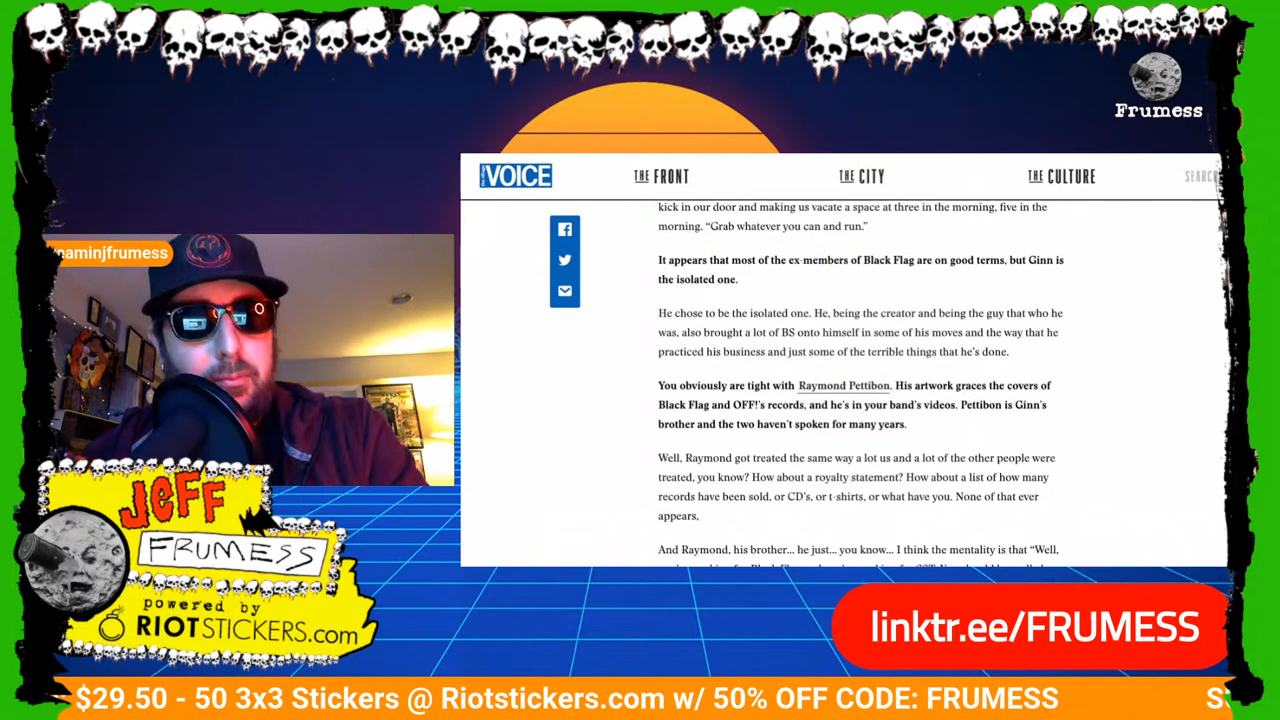 Frumess
the village VOICE
THE FRONT
THE CITY
THE CULTURE
SEARC
kick in our door and making us vacate a space at three in the morning, five in the
morning. “Grab whatever you can and run.”
It appears that most of the ex-members of Black Flag are on good terms, but Ginn is
the isolated one.
He chose to be the isolated one. He, being the creator and being the guy that who he
was, also brought a lot of BS onto himself in some of his moves and the way that he
practiced his business and just some of the terrible things that he's done.
You obviously are tight with Raymond Pettibon. His artwork graces the covers of
Black Flag and OFF!'s records, and he's in your band's videos. Pettibon is Ginn's
brother and the two haven't spoken for many years.
Well, Raymond got treated the same way a lot us and a lot of the other people were
treated, you know? How about a royalty statement? How about a list of how many
records have been sold, or CD's, or t-shirts, or what have you. None of that ever
appears,
And Raymond, his brother... he just... you know... I think the mentality is that “Well,
eaminjfrumess
JEFF
FRUMESS
powered by
RIOTSTICKERS.com
linktr.ee/FRUMESS
$29.50 - 50 3x3 Stickers @ Riotstickers.com w/ 50% OFF CODE: FRUMESS